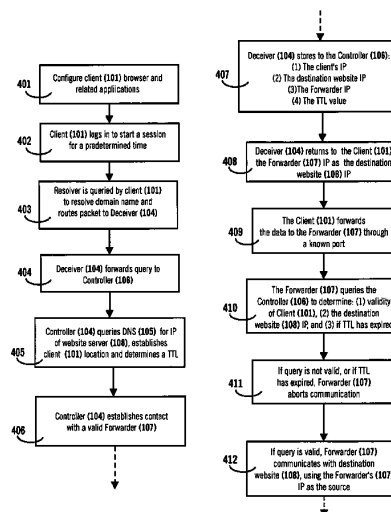 401
Configure client (101) browser and
related applications
402
Client (101) logs in to start a session
for a predetermined time
403
Resolver is queried by client (101)
to resolve domain name and
routes packet to Deceiver (104)
404
Deceiver (104) forwards query to
Controller (106)
405
Controller (104) queries DNS (105) for IP
of website server (108), establishes
client (101) location and determines a TTL
406
Controller (104) establishes contact
with a valid Forwarder (107)
407
Deceiver (104) stores to the Controller (106):
(1) The client's IP
(2) The destination website IP
(3)The Forwarder IP
(4) The TTL value
408
Deceiver (104) returns to the Client (101)
the Forwarder (107) IP as the destination
website (108) IP
409
The Client (101) forwards
the data to the Forwarder (107) through
a known port
410
The Forwarder (107) queries the
Controller (106) to determine: (1) validity
of Client (101), (2) the destination
website (108) IP, and (3) if TTL has expired
411
If query is not valid, or if TTL
has expired, Forwarder (107)
aborts communication
412
If query is valid, Forwarder (107)
communicates with destination
website (108), using the Forwarder's (107)
IP as the source